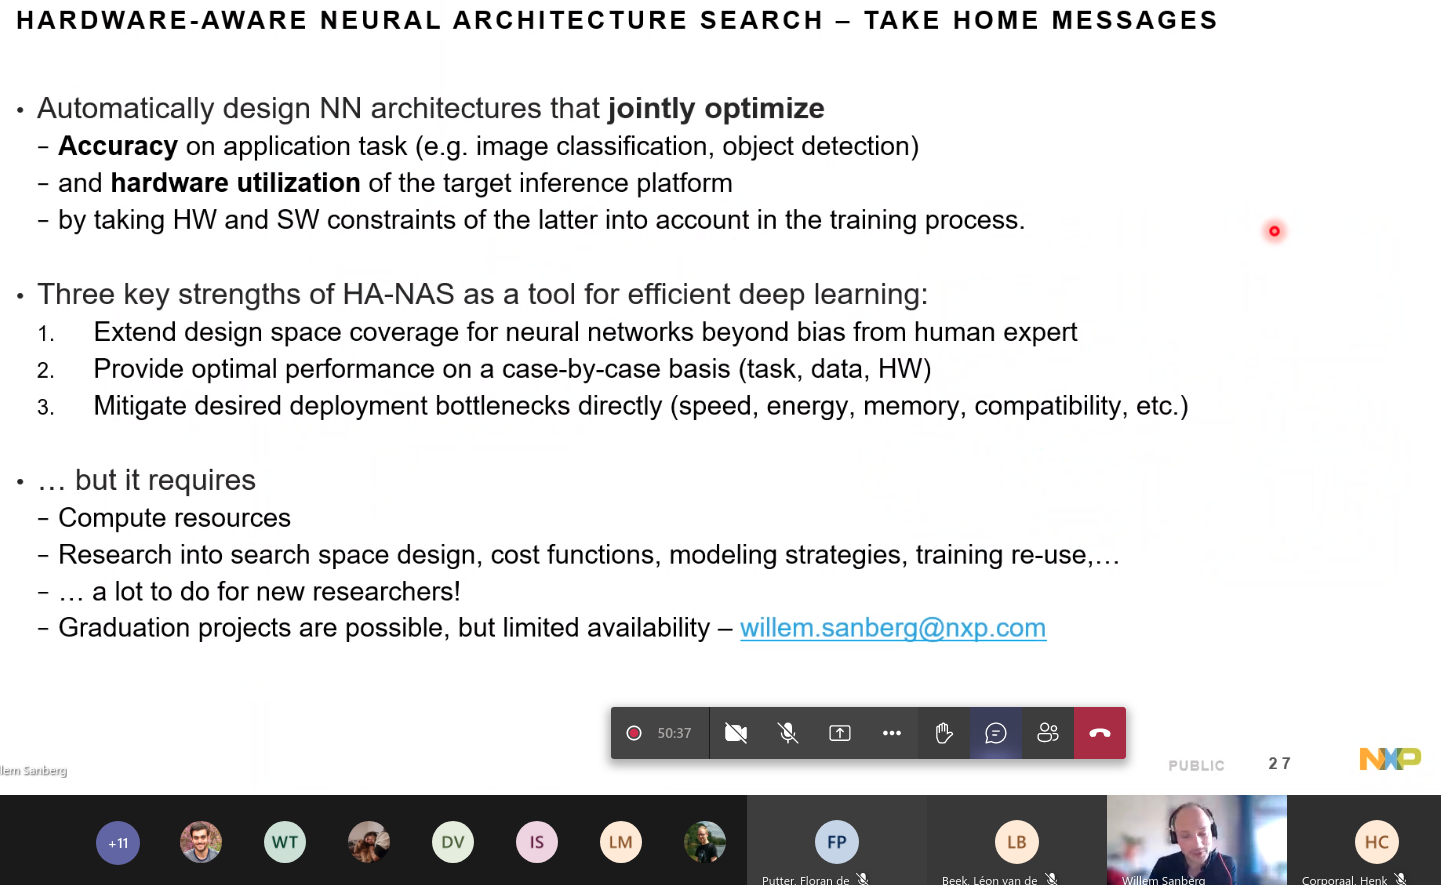 HARDWARE-AWARE NEURAL ARCHITECTURE SEARCH – TAKE HOME MESSAGES
• Automatically design NN architectures that jointly optimize
– Accuracy on application task (e.g. image classification, object detection)
– and hardware utilization of the target inference platform
– by taking HW and SW constraints of the latter into account in the training process.
• Three key strengths of HA-NAS as a tool for efficient deep learning:
1. Extend design space coverage for neural networks beyond bias from human expert
2. Provide optimal performance on a case-by-case basis (task, data, HW)
3. Mitigate desired deployment bottlenecks directly (speed, energy, memory, compatibility, etc.)
• … but it requires
– Compute resources
– Research into search space design, cost functions, modeling strategies, training re-use,…
– … a lot to do for new researchers!
– Graduation projects are possible, but limited availability – willem.sanberg@nxp.com
50:37
llem Sanberg
PUBLIC 27 NXP
+11 WT DV IS LM FP LB HC
Putter, Floran de Beek, Léon van de Willem Sanberg Corporaal, Henk